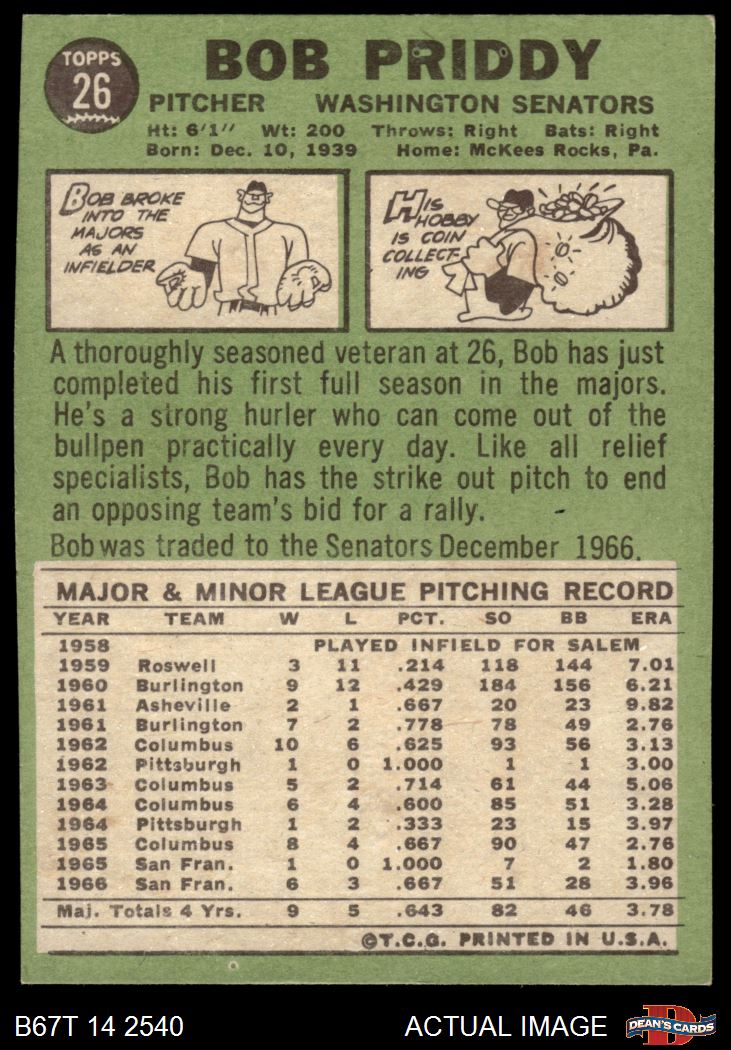 TOPPS
26
BOB PRIDDY
PITCHER WASHINGTON SENATORS
Ht: 6'1" Wt: 200 Throws: Right Bats: Right
Born: Dec. 10, 1939 Home: McKees Rocks, Pa.
BOB BROKE
INTO THE
MAJORS
AS AN
INFIELDER
HIS
HOBBY
IS COIN
COLLECT-
ING
A thoroughly seasoned veteran at 26, Bob has just
completed his first full season in the majors.
He's a strong hurler who can come out of the
bullpen practically every day. Like all relief
specialists, Bob has the strike out pitch to end
an opposing team's bid for a rally.
Bob was traded to the Senators December 1966.
MAJOR & MINOR LEAGUE PITCHING RECORD
YEAR TEAM W L PCT. SO BB ERA
1958 PLAYED INFIELD FOR SALEM
1959 Roswell 3 11 .214 118 144 7.01
1960 Burlington 9 12 .429 184 156 6.21
1961 Asheville 2 1 .667 20 23 9.82
1961 Burlington 7 2 .778 78 49 2.76
1962 Columbus 10 6 .625 93 56 3.13
1962 Pittsburgh 1 0 1.000 1 1 3.00
1963 Columbus 5 2 .714 61 44 5.06
1964 Columbus 6 4 .600 85 51 3.28
1964 Pittsburgh 1 2 .333 23 15 3.97
1965 Columbus 8 4 .667 90 47 2.76
1965 San Fran. 1 0 1.000 7 2 1.80
1966 San Fran. 6 3 .667 51 28 3.96
Maj. Totals 4 Yrs. 9 5 .643 82 46 3.78
©T.C.G. PRINTED IN U.S.A.
B67T 14 2540 ACTUAL IMAGE
DEAN'S CARDS